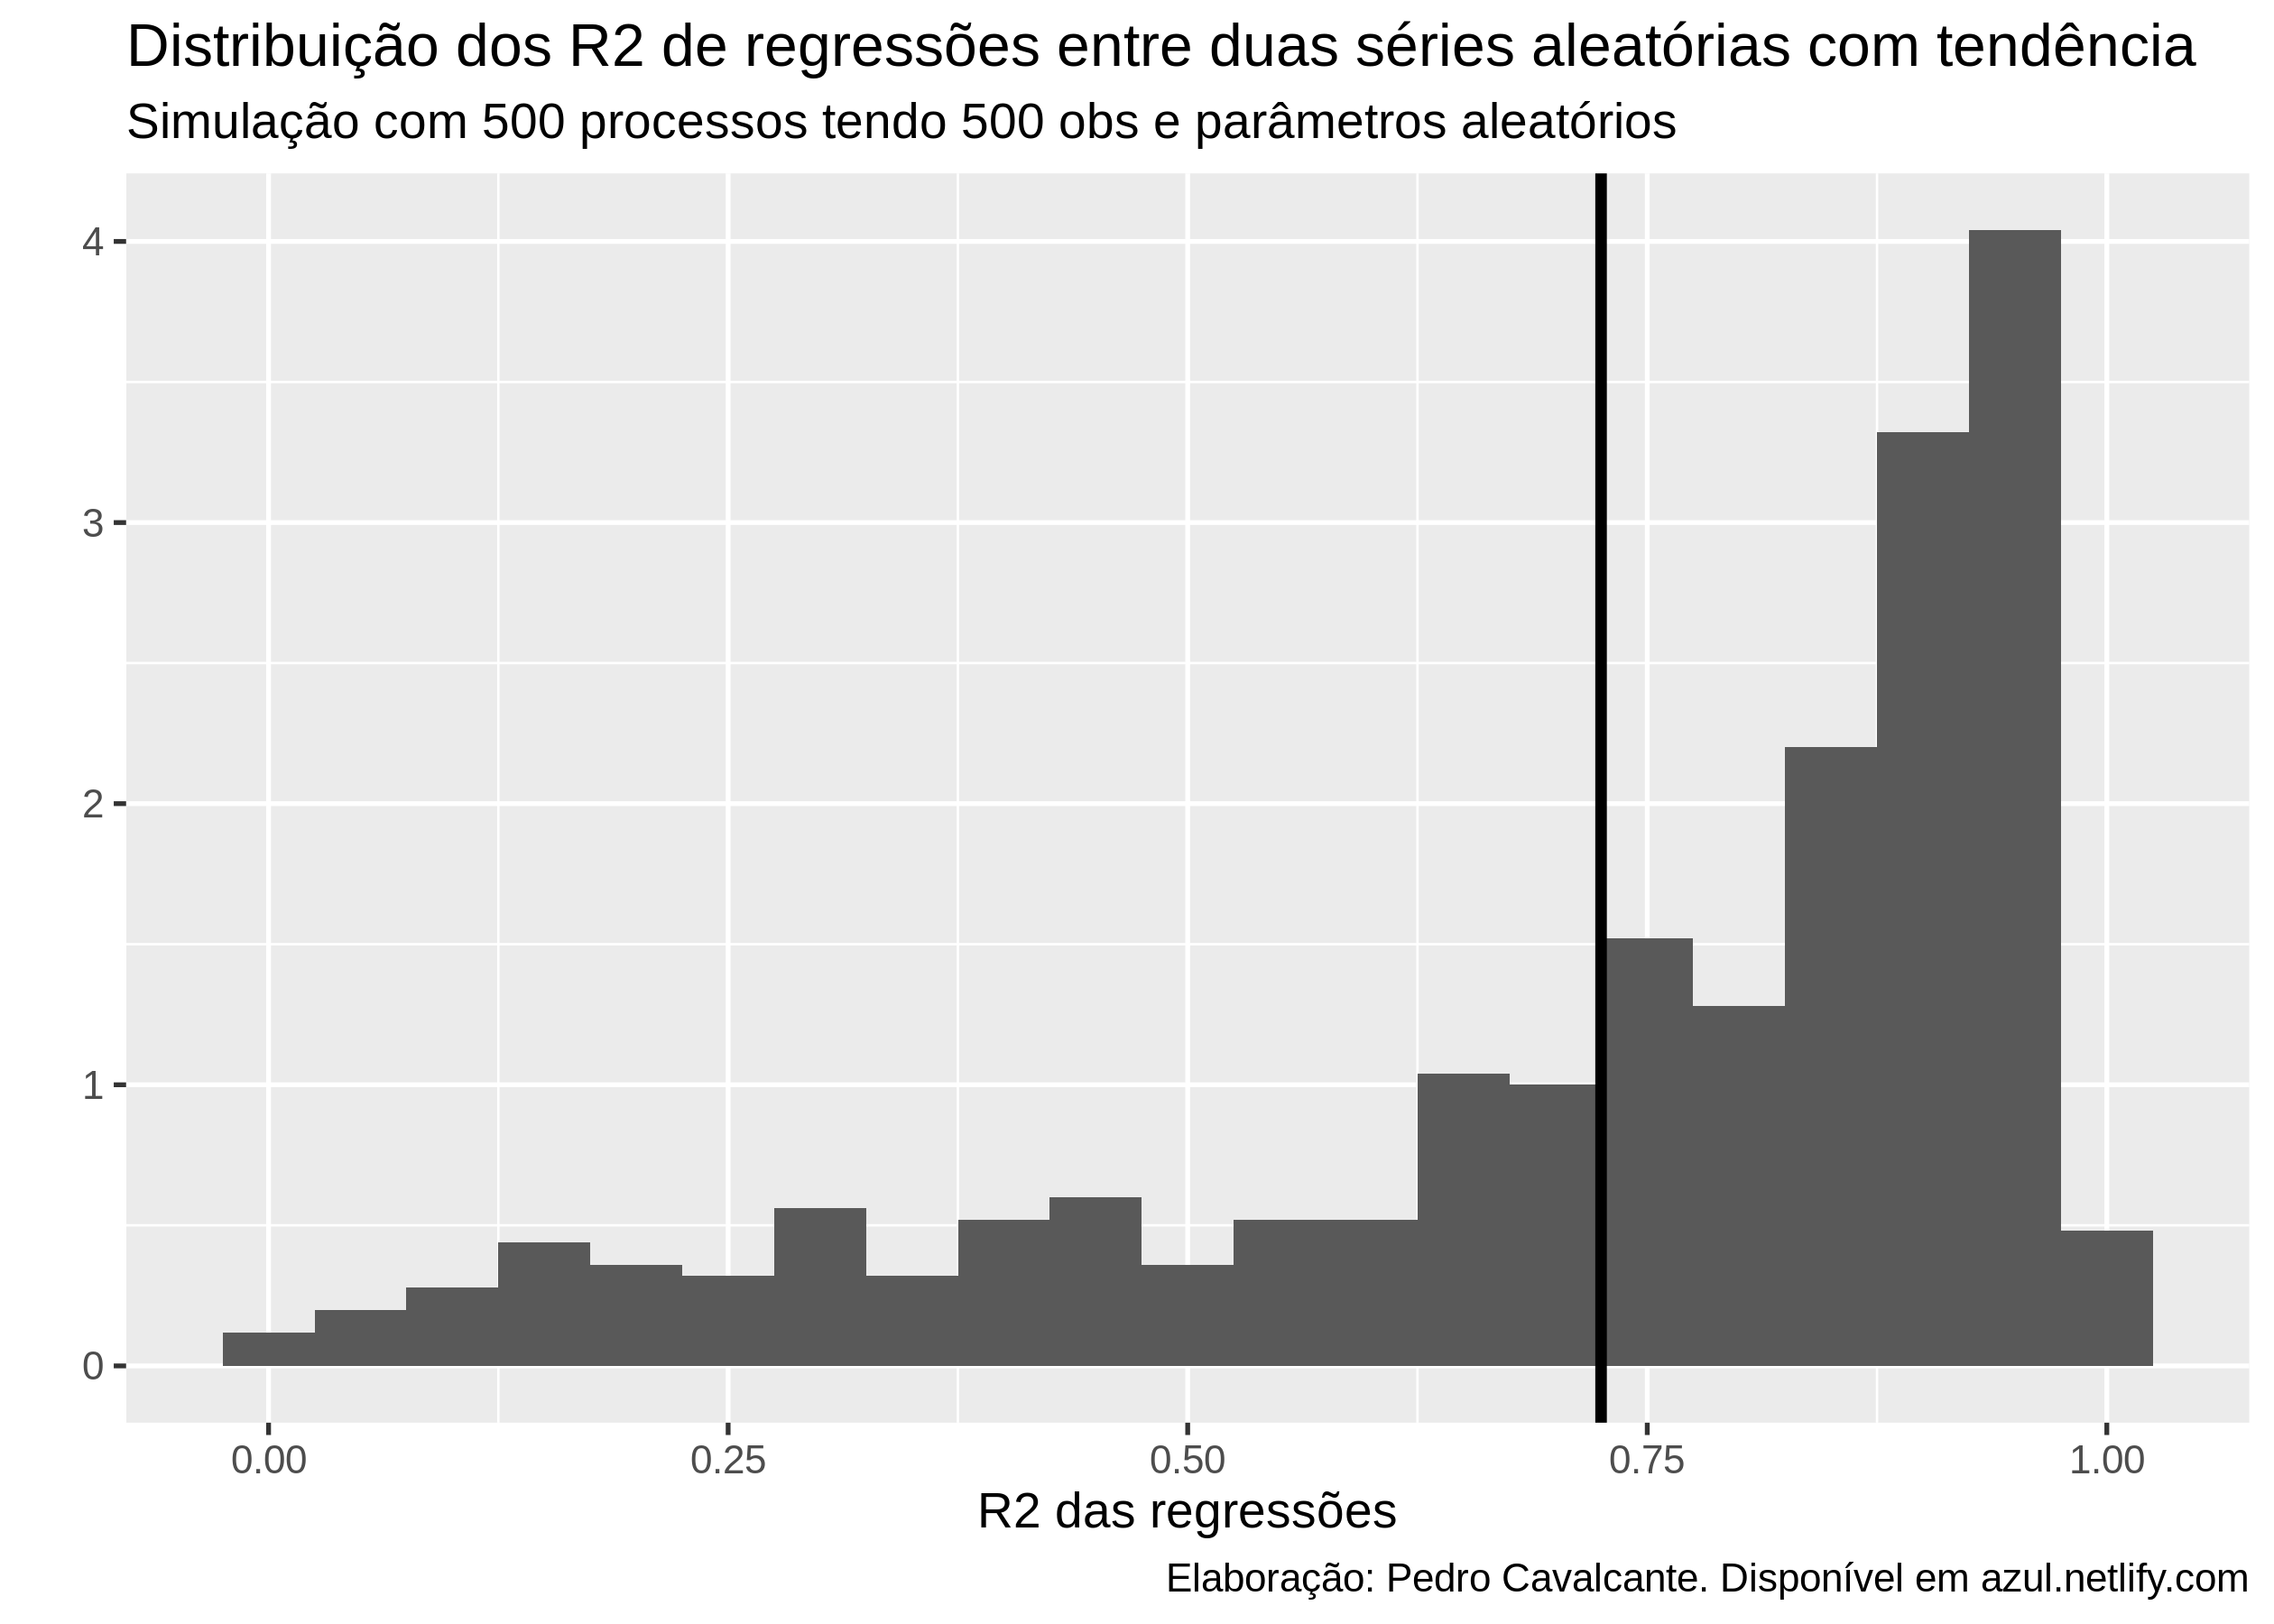 Distribuição dos R2 de regressões entre duas séries aleatórias com tendência
Simulação com 500 processos tendo 500 obs e parâmetros aleatórios
4
3
2
1
0
0.00 0.25 0.50 0.75 1.00
R2 das regressões
Elaboração: Pedro Cavalcante. Disponível em azul.netlify.com